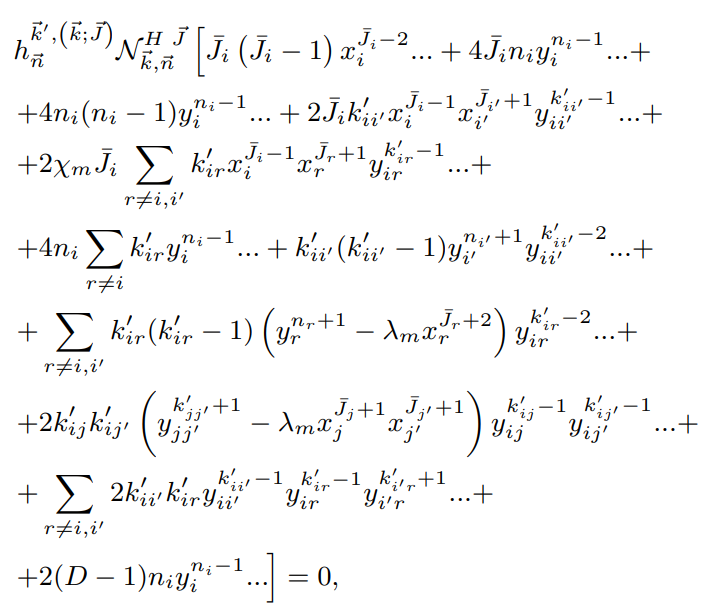 $h_{\vec{n}}^{\vec{k}',(\vec{k};\vec{J})} \mathcal{N}_{\vec{k},\vec{n}}^{H\ \vec{J}} \Big[ \bar{J}_i \left(\bar{J}_i - 1\right) x_i^{\bar{J}_i-2} ... + 4\bar{J}_i n_i y_i^{n_i-1} ... +$
$+4n_i(n_i-1)y_i^{n_i-1} ... + 2\bar{J}_i k'_{ii'} x_i^{\bar{J}_i-1} x_{i'}^{\bar{J}_{i'}+1} y_{ii'}^{k'_{ii'}-1} ... +$
$+2\chi_m \bar{J}_i \sum_{r\neq i,i'} k'_{ir} x_i^{\bar{J}_i-1} x_r^{\bar{J}_r+1} y_{ir}^{k'_{ir}-1} ... +$
$+4n_i \sum_{r\neq i} k'_{ir} y_i^{n_i-1} ... + k'_{ii'}(k'_{ii'}-1) y_{i'}^{n_{i'}+1} y_{ii'}^{k'_{ii'}-2} ... +$
$+ \sum_{r\neq i,i'} k'_{ir}(k'_{ir}-1) \left( y_r^{n_r+1} - \lambda_m x_r^{\bar{J}_r+2} \right) y_{ir}^{k'_{ir}-2} ... +$
$+2k'_{ij}k'_{ij'} \left( y_{jj'}^{k'_{jj'}+1} - \lambda_m x_j^{\bar{J}_j+1} x_{j'}^{\bar{J}_{j'}+1} \right) y_{ij}^{k'_{ij}-1} y_{ij'}^{k'_{ij'}-1} ... +$
$+ \sum_{r\neq i,i'} 2k'_{ii'}k'_{ir} y_{ii'}^{k'_{ii'}-1} y_{ir}^{k'_{ir}-1} y_{i'r}^{k'_{i'r}+1} ... +$
$+2(D-1)n_i y_i^{n_i-1} ... \Big] = 0,$